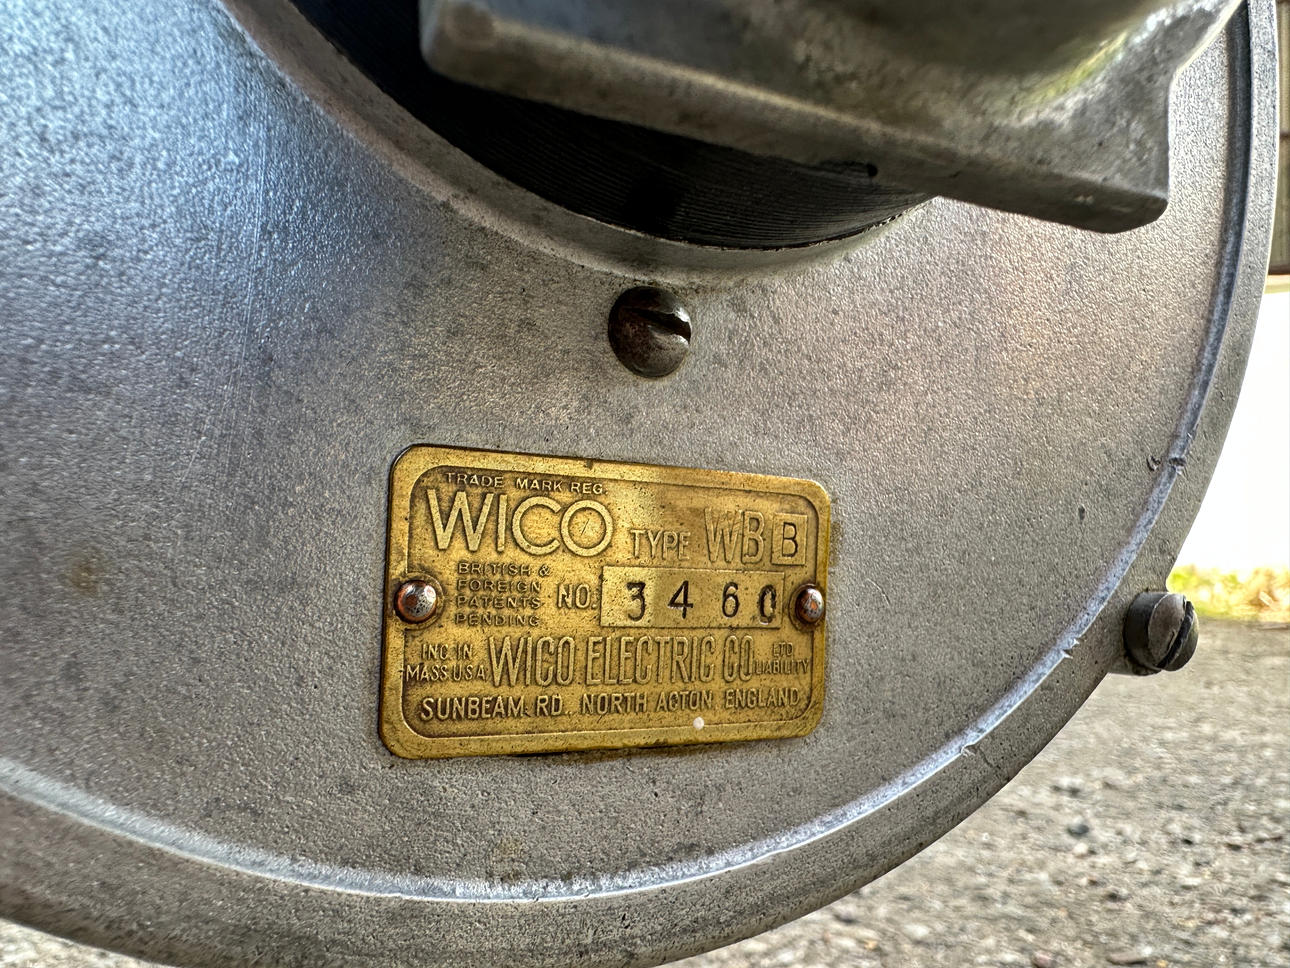 TRADE MARK REG.
WICO TYPE WB B
BRITISH &
FOREIGN
PATENTS
PENDING
NO. 3460
INC. IN
MASS U.S.A.
WICO ELECTRIC CO
LTD
LIABILITY
SUNBEAM. RD. NORTH ACTON ENGLAND